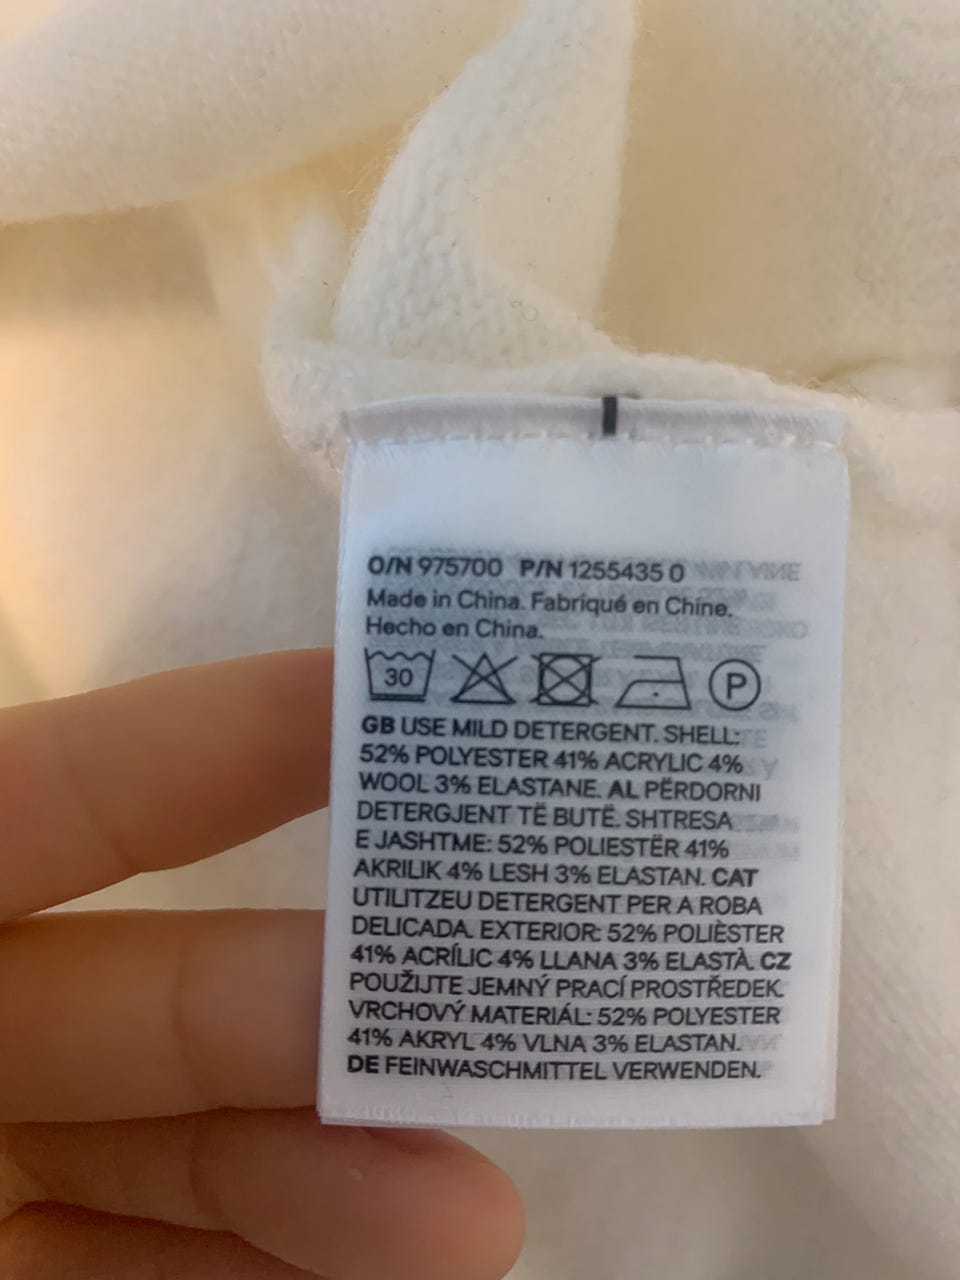 O/N 975700 P/N 1255435 0
Made in China. Fabriqué en Chine.
Hecho en China.
30 P
GB USE MILD DETERGENT. SHELL:
52% POLYESTER 41% ACRYLIC 4%
WOOL 3% ELASTANE. AL PËRDORNI
DETERGJENT TË BUTË. SHTRESA
E JASHTME: 52% POLIESTËR 41%
AKRILIK 4% LESH 3% ELASTAN. CAT
UTILITZEU DETERGENT PER A ROBA
DELICADA. EXTERIOR: 52% POLIÈSTER
41% ACRÍLIC 4% LLANA 3% ELASTÀ. CZ
POUŽIJTE JEMNÝ PRACÍ PROSTŘEDEK.
VRCHOVÝ MATERIÁL: 52% POLYESTER
41% AKRYL 4% VLNA 3% ELASTAN.
DE FEINWASCHMITTEL VERWENDEN.